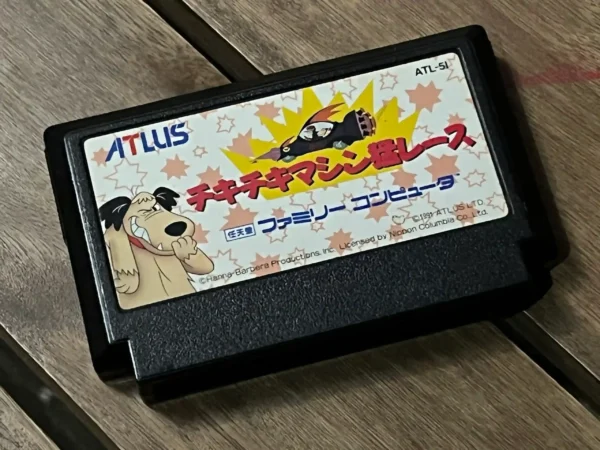 ATL-51
ATLUS
チキチキマシン猛レース
任天堂 ファミリー コンピュータ
©1991 ATLUS LTD.
©Hanna-Barbera Productions, Inc. Licensed by Nippon Columbia Co., Ltd.